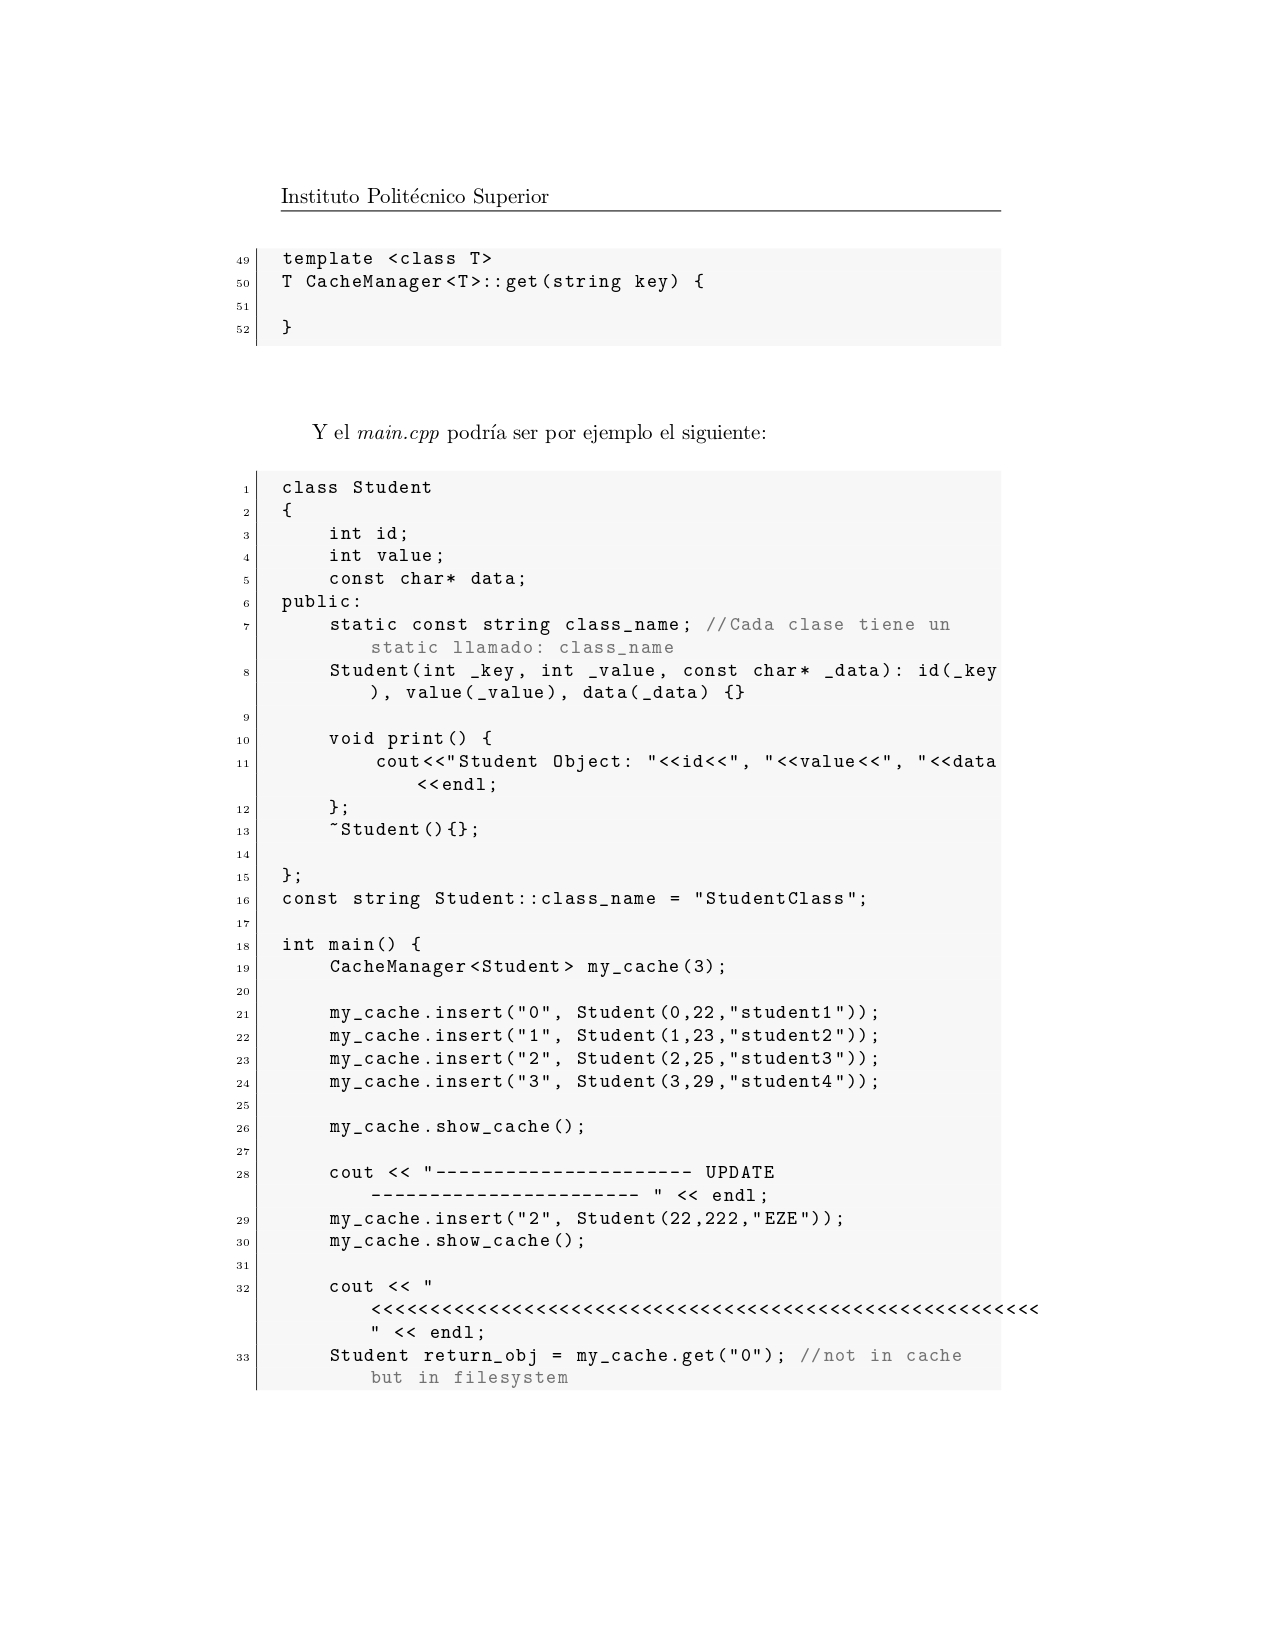 Instituto Politécnico Superior
49 template <class T>
50 T CacheManager<T>::get(string key) {
51
52 }
Y el main.cpp podría ser por ejemplo el siguiente:
1 class Student
2 {
3     int id;
4     int value;
5     const char* data;
6 public:
7     static const string class_name; //Cada clase tiene un
static llamado: class_name
8     Student(int _key, int _value, const char* _data): id(_key
), value(_value), data(_data) {}
9
10     void print() {
11         cout<<"Student Object: "<<id<<", "<<value<<", "<<data
<<endl;
12     };
13     ~Student(){};
14
15 };
16 const string Student::class_name = "StudentClass";
17
18 int main() {
19     CacheManager<Student> my_cache(3);
20
21     my_cache.insert("0", Student(0,22,"student1"));
22     my_cache.insert("1", Student(1,23,"student2"));
23     my_cache.insert("2", Student(2,25,"student3"));
24     my_cache.insert("3", Student(3,29,"student4"));
25
26     my_cache.show_cache();
27
28     cout << "---------------------- UPDATE
----------------------- " << endl;
29     my_cache.insert("2", Student(22,222,"EZE"));
30     my_cache.show_cache();
31
32     cout << "
<<<<<<<<<<<<<<<<<<<<<<<<<<<<<<<<<<<<<<<<<<<<<<<<<<<<<<<<<
" << endl;
33     Student return_obj = my_cache.get("0"); //not in cache
but in filesystem